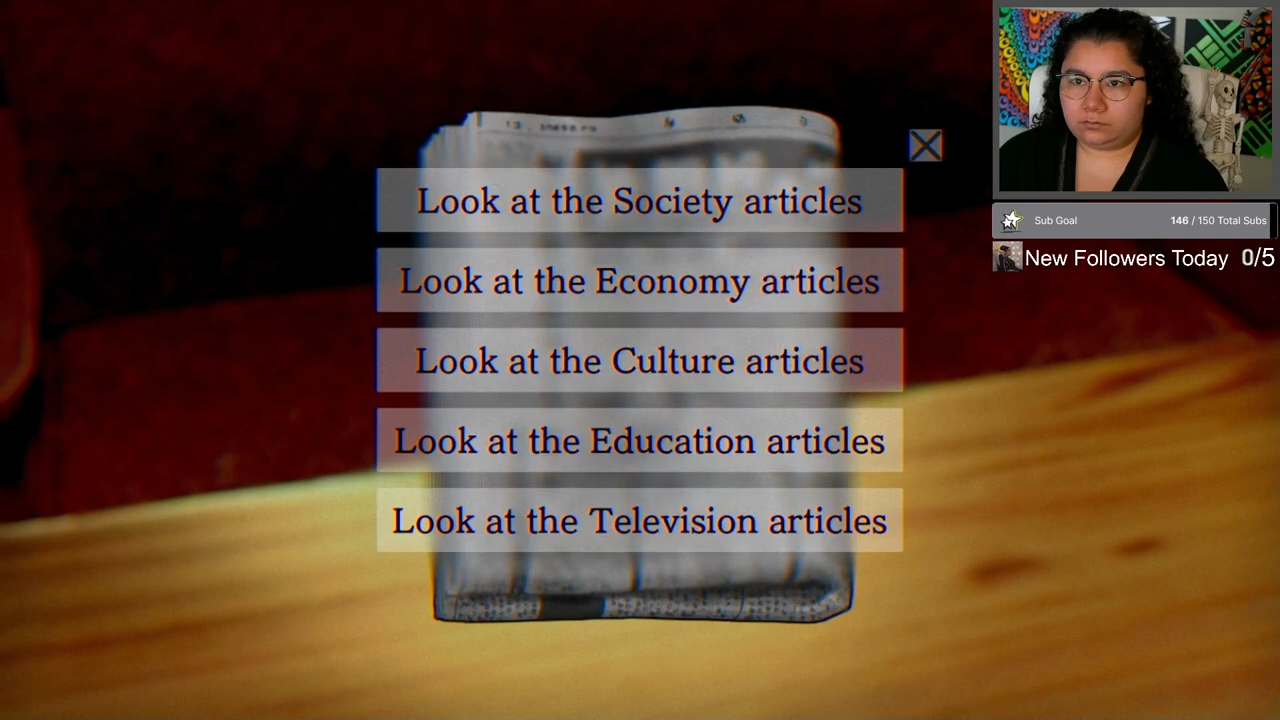 Look at the Society articles
Look at the Economy articles
Look at the Culture articles
Look at the Education articles
Look at the Television articles
Sub Goal 146 / 150 Total Subs
New Followers Today 0/5